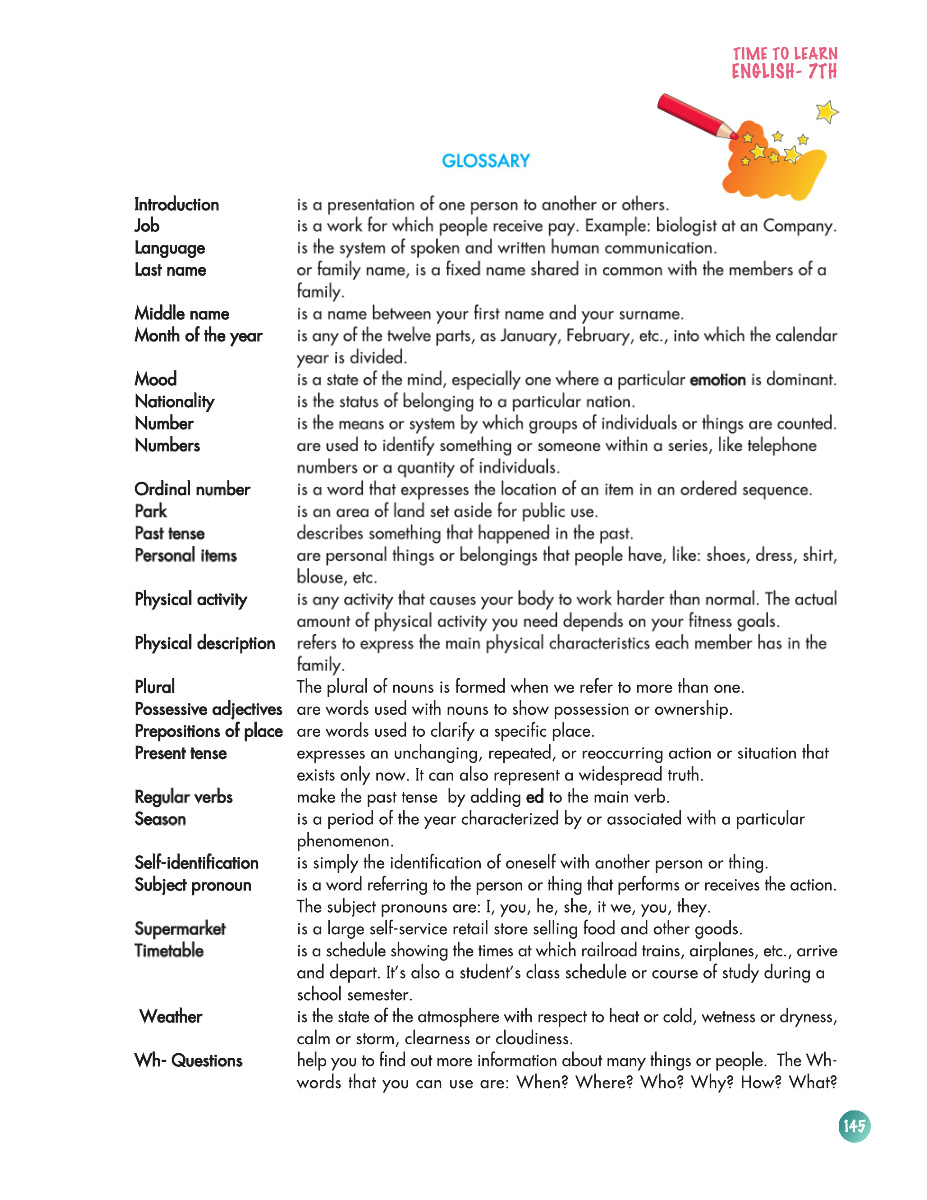 TIME TO LEARN
ENGLISH- 7TH
GLOSSARY
Introduction is a presentation of one person to another or others.
Job is a work for which people receive pay. Example: biologist at an Company.
Language is the system of spoken and written human communication.
Last name or family name, is a fixed name shared in common with the members of a
family.
Middle name is a name between your first name and your surname.
Month of the year is any of the twelve parts, as January, February, etc., into which the calendar
year is divided.
Mood is a state of the mind, especially one where a particular emotion is dominant.
Nationality is the status of belonging to a particular nation.
Number is the means or system by which groups of individuals or things are counted.
Numbers are used to identify something or someone within a series, like telephone
numbers or a quantity of individuals.
Ordinal number is a word that expresses the location of an item in an ordered sequence.
Park is an area of land set aside for public use.
Past tense describes something that happened in the past.
Personal items are personal things or belongings that people have, like: shoes, dress, shirt,
blouse, etc.
Physical activity is any activity that causes your body to work harder than normal. The actual
amount of physical activity you need depends on your fitness goals.
Physical description refers to express the main physical characteristics each member has in the
family.
Plural The plural of nouns is formed when we refer to more than one.
Possessive adjectives are words used with nouns to show possession or ownership.
Prepositions of place are words used to clarify a specific place.
Present tense expresses an unchanging, repeated, or reoccurring action or situation that
exists only now. It can also represent a widespread truth.
Regular verbs make the past tense by adding ed to the main verb.
Season is a period of the year characterized by or associated with a particular
phenomenon.
Self-identification is simply the identification of oneself with another person or thing.
Subject pronoun is a word referring to the person or thing that performs or receives the action.
The subject pronouns are: I, you, he, she, it we, you, they.
Supermarket is a large self-service retail store selling food and other goods.
Timetable is a schedule showing the times at which railroad trains, airplanes, etc., arrive
and depart. It's also a student's class schedule or course of study during a
school semester.
Weather is the state of the atmosphere with respect to heat or cold, wetness or dryness,
calm or storm, clearness or cloudiness.
Wh- Questions help you to find out more information about many things or people. The Wh-
words that you can use are: When? Where? Who? Why? How? What?
145